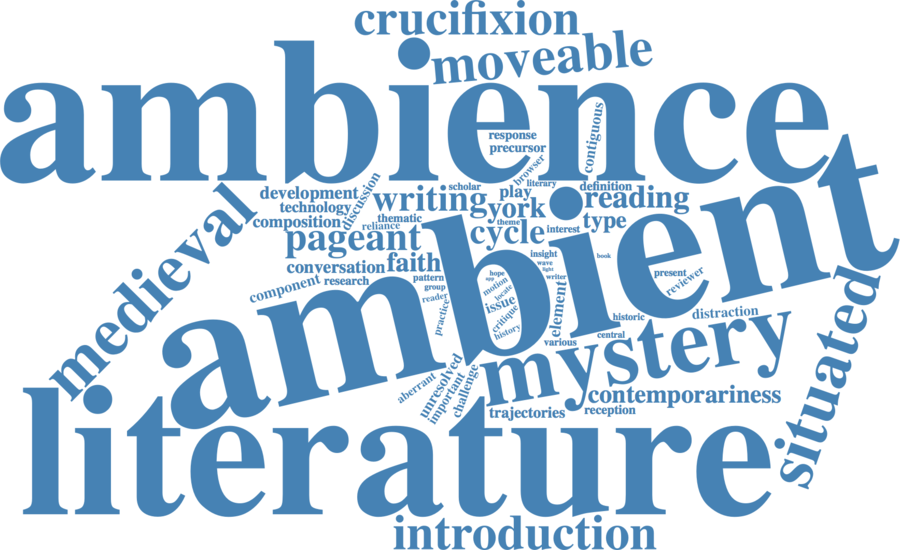 crucifixion
moveable
ambience
response
precursor
contiguous
browser
literary
definition
development
discussion
writing
scholar
play
reading
technology
thematic
york
theme
type
composition
reliance
cycle
interest
medieval
pageant
ambient
conversation
faith
insight
book
wave
light
component
research
pattern
hope
app
writer
present
reviewer
group
motion
reader
locate
issue
element
practice
critique
history
historic
distraction
various
central
mystery
situated
aberrant
unresolved
important
challenge
contemporariness
trajectories
reception
literature
introduction